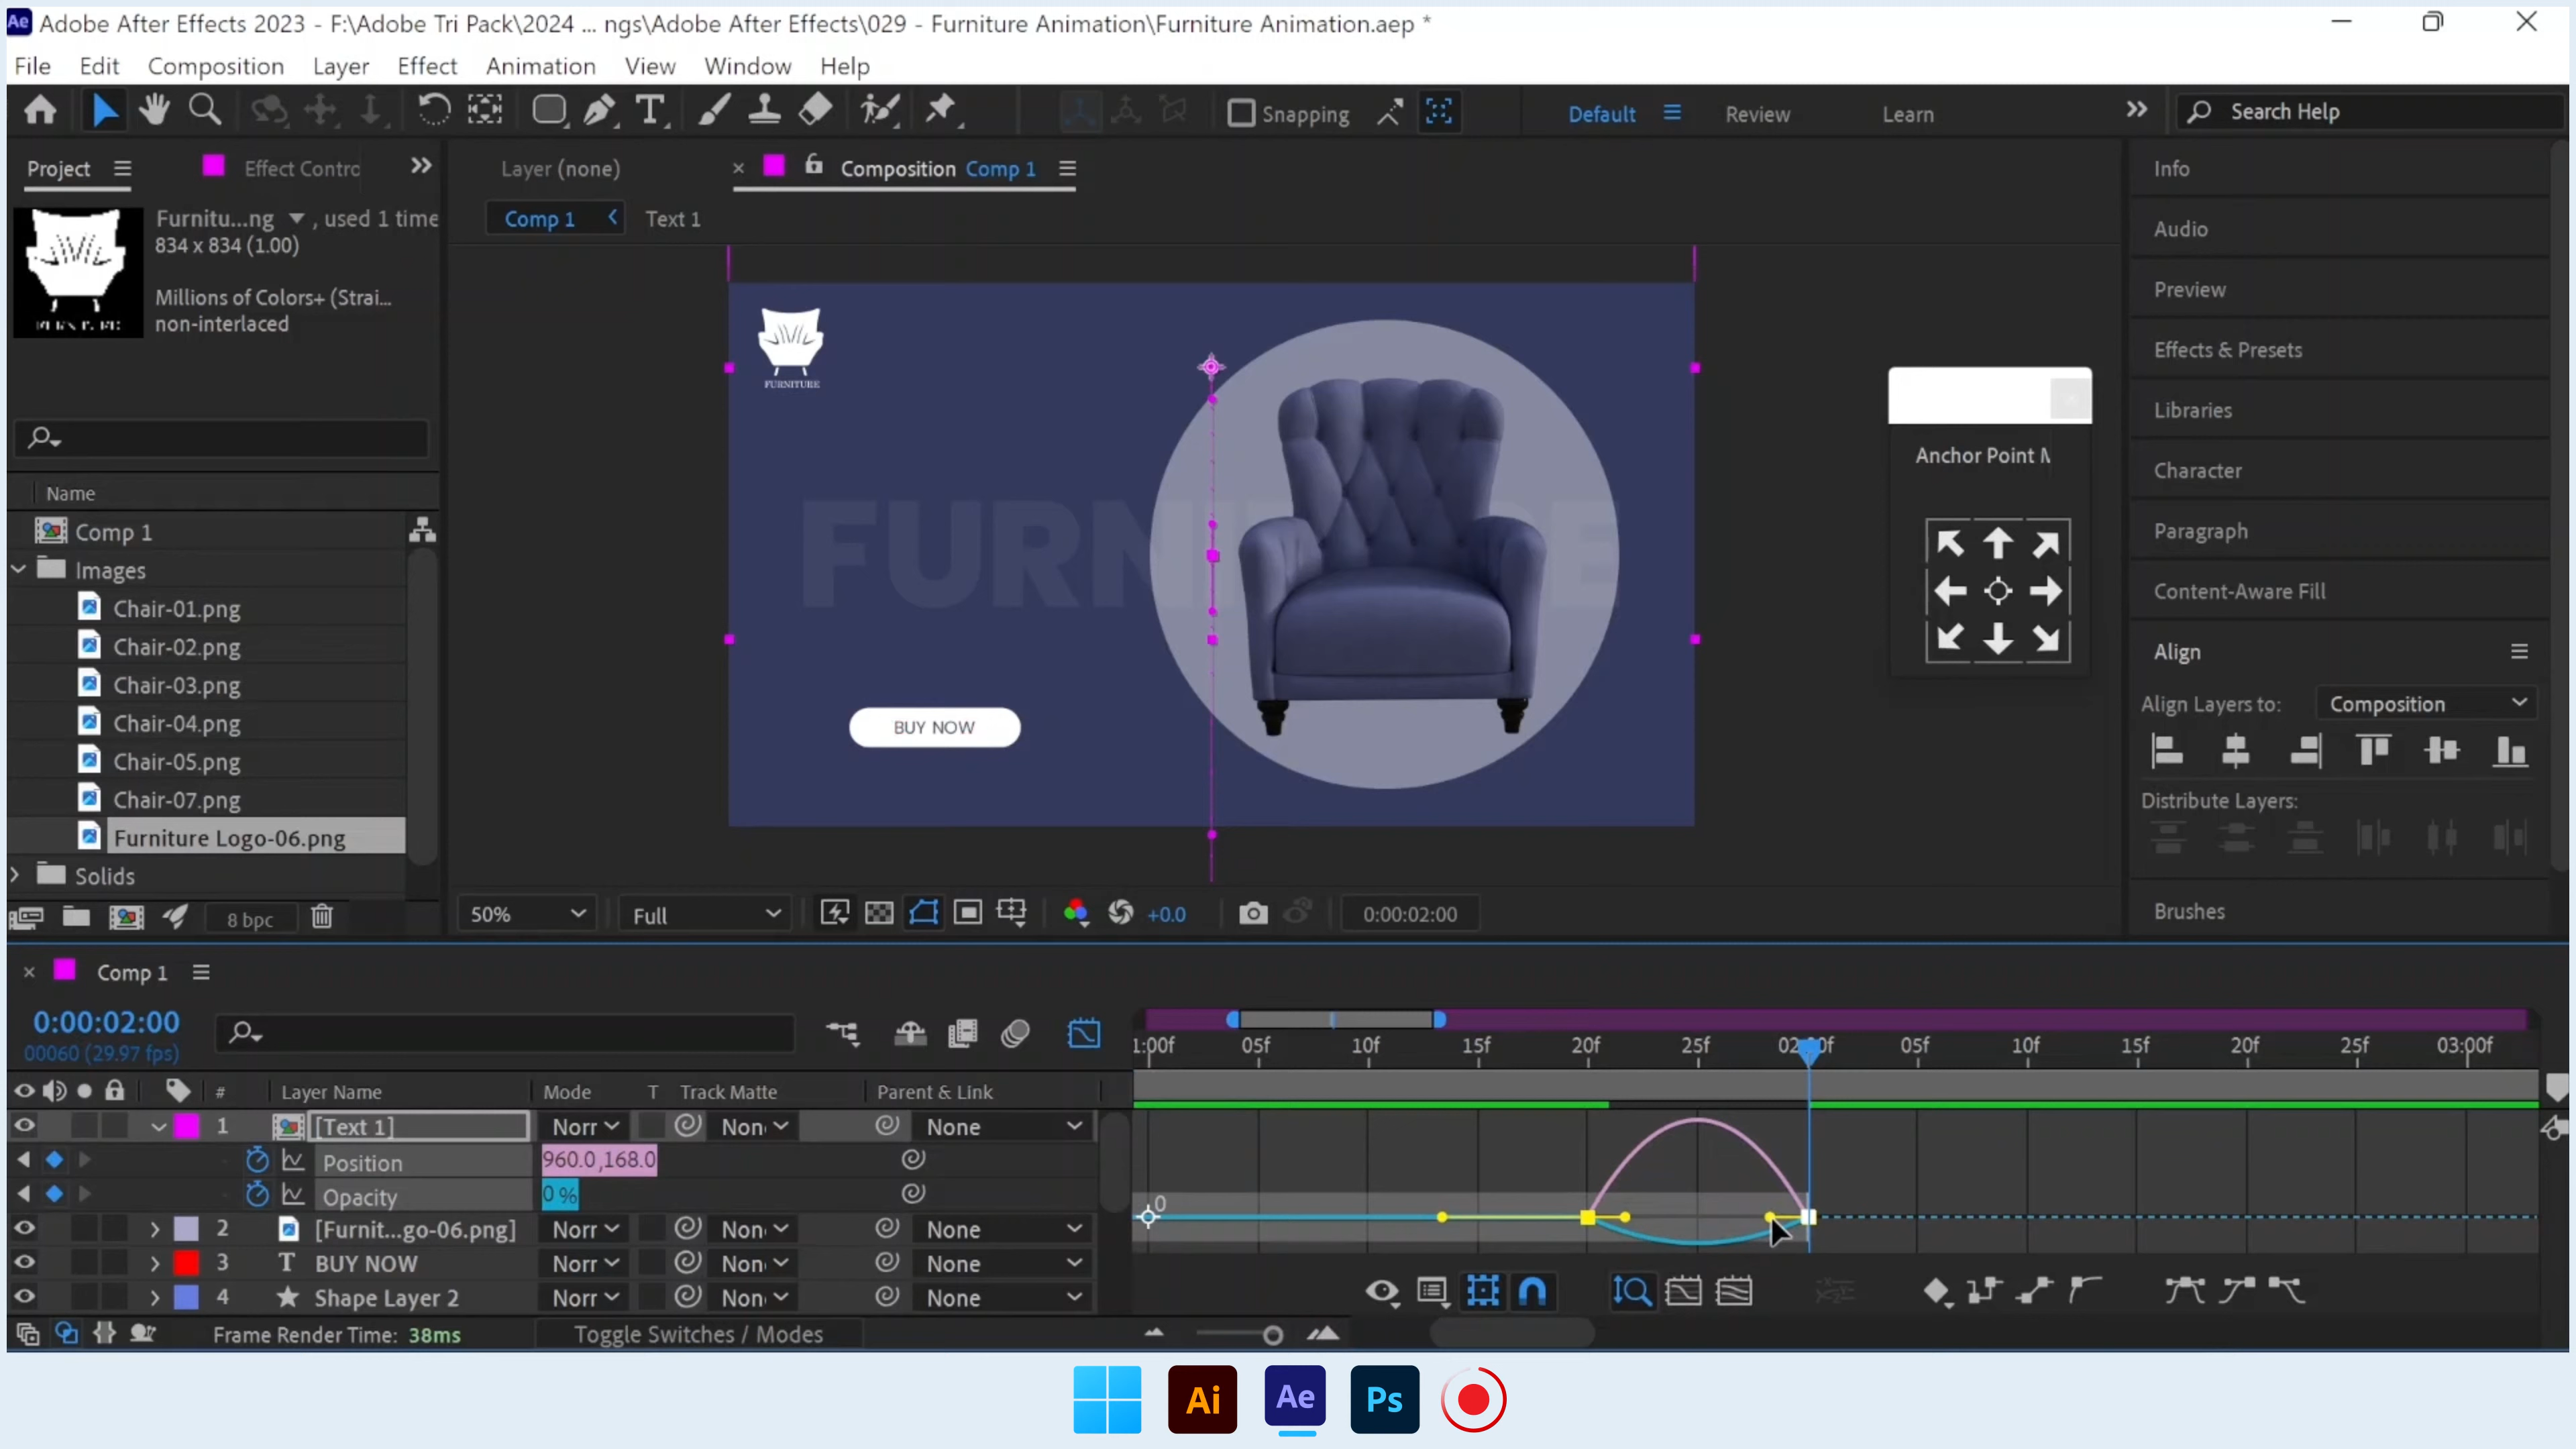 Ae Adobe After Effects 2023 - F:\Adobe Tri Pack\2024 ... ngs\Adobe After Effects\029 - Furniture Animation\Furniture Animation.aep *
File Edit Composition Layer Effect Animation View Window Help
T Snapping Default Review Learn Search Help
Project Effect Contro Layer (none) Composition Comp 1 Info
Furnitu...ng , used 1 time Comp 1 Text 1
834 x 834 (1.00)
Audio
Millions of Colors+ (Strai...
non-interlaced
Preview
Effects & Presets
FURNITURE
Libraries
Anchor Point M
Character
Name
Comp 1
Paragraph
Images
Content-Aware Fill
Chair-01.png
Chair-02.png
Chair-03.png
Chair-04.png
Chair-05.png
Chair-07.png
Furniture Logo-06.png
Solids
BUY NOW
Align
Align Layers to: Composition
Distribute Layers:
8 bpc 50% Full +0.0 0:00:02:00 Brushes
Comp 1
0:00:02:00
00060 (29.97 fps)
1:00f 05f 10f 15f 20f 25f 02:00f 05f 10f 15f 20f 25f 03:00f
# Layer Name Mode T Track Matte Parent & Link
1 [Text 1] Norr Non None
Position 960.0,168.0
Opacity 0 % 0
2 [Furnit...go-06.png] Norr Non None
3 T BUY NOW Norr Non None
4 Shape Layer 2 Norr Non None
Frame Render Time: 38ms Toggle Switches / Modes
Ai Ae Ps